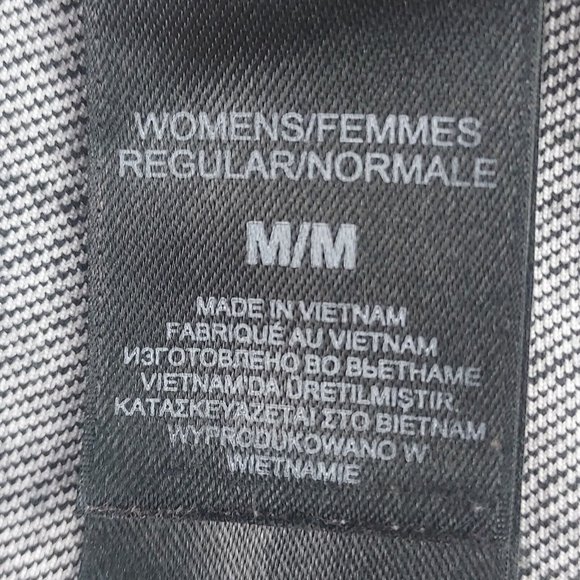 WOMENS/FEMMES
REGULAR/NORMALE
M/M
MADE IN VIETNAM
FABRIQUÉ AU VIETNAM
ИЗГОТОВЛЕНО ВО ВЬЕТНАМЕ
VIETNAM'DA ÜRETILMIŞTIR.
ΚΑΤΑΣΚΕΥΑΖΕΤΑΙ ΣΤΟ ΒΙΕΤΝΑΜ
WYPRODUKOWANO W
WIETNAMIE